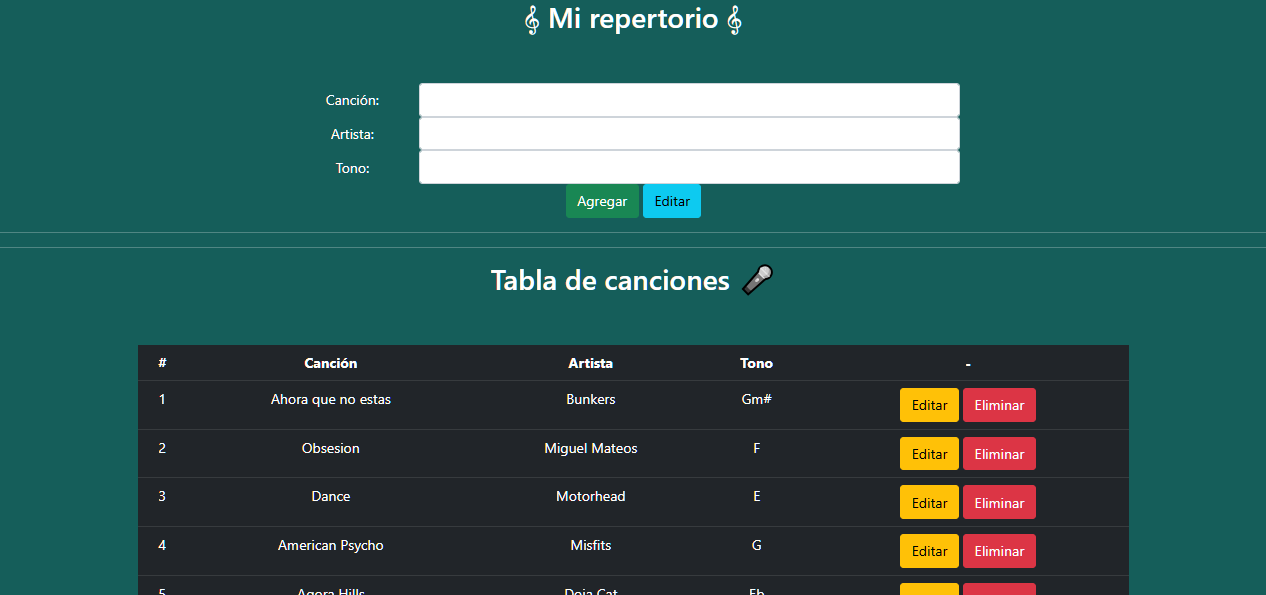 Mi repertorio
Canción:
Artista:
Tono:
Agregar Editar
Tabla de canciones
# Canción Artista Tono -
1 Ahora que no estas Bunkers Gm# Editar Eliminar
2 Obsesion Miguel Mateos F Editar Eliminar
3 Dance Motorhead E Editar Eliminar
4 American Psycho Misfits G Editar Eliminar
5 Agora Hills Doja Cat Eb